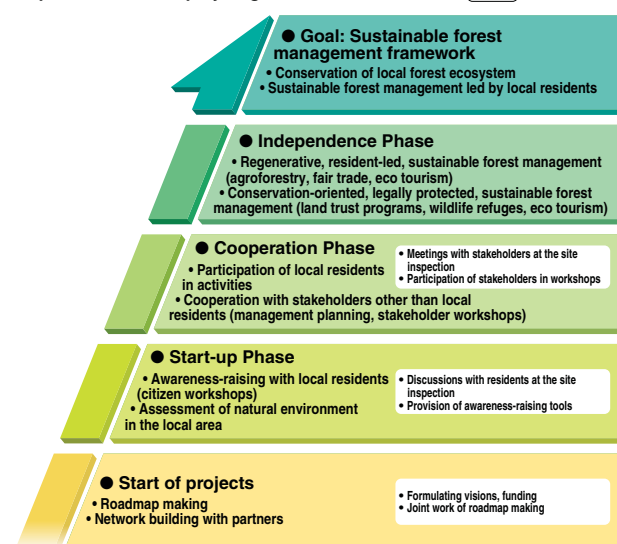 ● Goal: Sustainable forest
management framework
• Conservation of local forest ecosystem
• Sustainable forest management led by local residents
● Independence Phase
• Regenerative, resident-led, sustainable forest management
(agroforestry, fair trade, eco tourism)
• Conservation-oriented, legally protected, sustainable forest
management (land trust programs, wildlife refuges, eco tourism)
● Cooperation Phase
• Participation of local residents
in activities
• Cooperation with stakeholders other than local
residents (management planning, stakeholder workshops)
• Meetings with stakeholders at the site
inspection
• Participation of stakeholders in workshops
● Start-up Phase
• Awareness-raising with local residents
(citizen workshops)
• Assessment of natural environment
in the local area
• Discussions with residents at the site
inspection
• Provision of awareness-raising tools
● Start of projects
• Roadmap making
• Network building with partners
• Formulating visions, funding
• Joint work of roadmap making